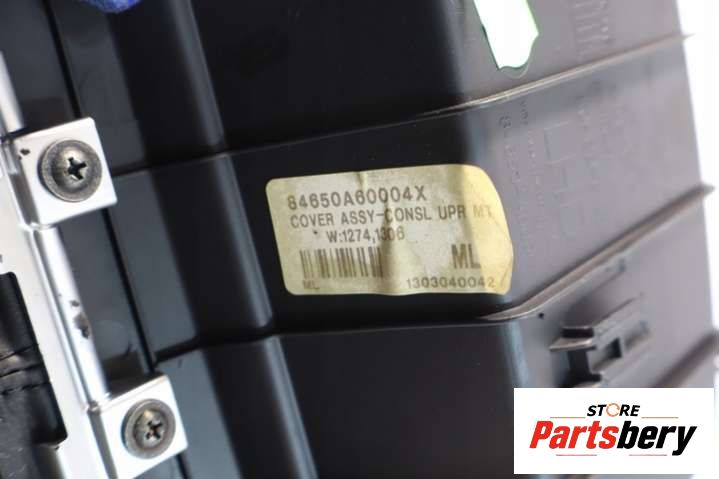 84650A60004X
COVER ASSY-CONSL UPR MT
W:1274,1306
ML
ML
1303040042
STORE
Partsbery